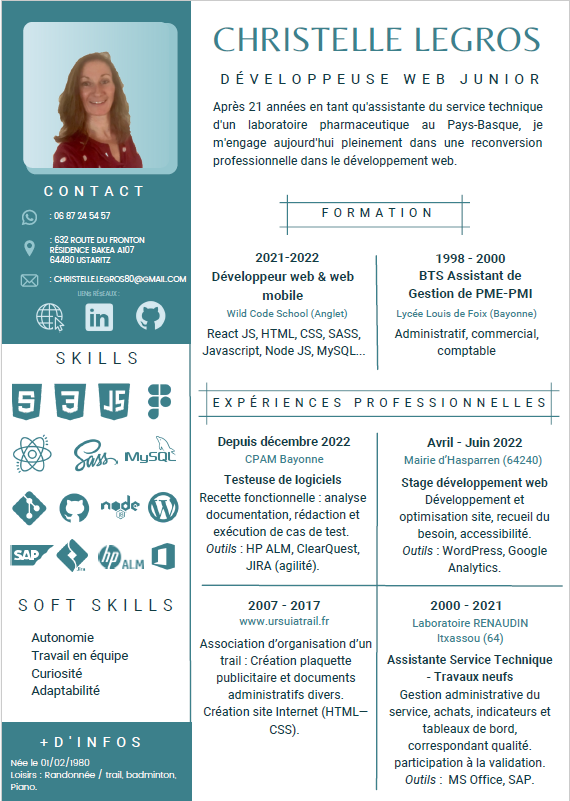 CHRISTELLE LEGROS
DÉVELOPPEUSE WEB JUNIOR
Après 21 années en tant qu'assistante du service technique
d'un laboratoire pharmaceutique au Pays-Basque, je
m'engage aujourd'hui pleinement dans une reconversion
professionnelle dans le développement web.
CONTACT
: 06 87 24 54 57
: 632 ROUTE DU FRONTON
RÉSIDENCE BAKEA A107
64480 USTARITZ
: CHRISTELLE.LEGROS80@GMAIL.COM
LIENS RÉSEAUX :
in
SKILLS
JS
Sass
MySQL
node
JS
SAP
Jira
hp ALM
SOFT SKILLS
Autonomie
Travail en équipe
Curiosité
Adaptabilité
+D'INFOS
Née le 01/02/1980
Loisirs : Randonnée / trail, badminton,
Piano.
FORMATION
2021-2022
Développeur web & web
mobile
Wild Code School (Anglet)
React JS, HTML, CSS, SASS,
Javascript, Node JS, MySQL...
1998 - 2000
BTS Assistant de
Gestion de PME-PMI
Lycée Louis de Foix (Bayonne)
Administratif, commercial,
comptable
EXPÉRIENCES PROFESSIONNELLES
Depuis décembre 2022
CPAM Bayonne
Testeuse de logiciels
Recette fonctionnelle : analyse
documentation, rédaction et
exécution de cas de test.
Outils : HP ALM, ClearQuest,
JIRA (agilité).
Avril - Juin 2022
Mairie d'Hasparren (64240)
Stage développement web
Développement et
optimisation site, recueil du
besoin, accessibilité.
Outils : WordPress, Google
Analytics.
2007 - 2017
www.ursuiatrail.fr
Association d'organisation d'un
trail : Création plaquette
publicitaire et documents
administratifs divers.
Création site Internet (HTML—
CSS).
2000 - 2021
Laboratoire RENAUDIN
Itxassou (64)
Assistante Service Technique
- Travaux neufs
Gestion administrative du
service, achats, indicateurs et
tableaux de bord,
correspondant qualité.
participation à la validation.
Outils : MS Office, SAP.